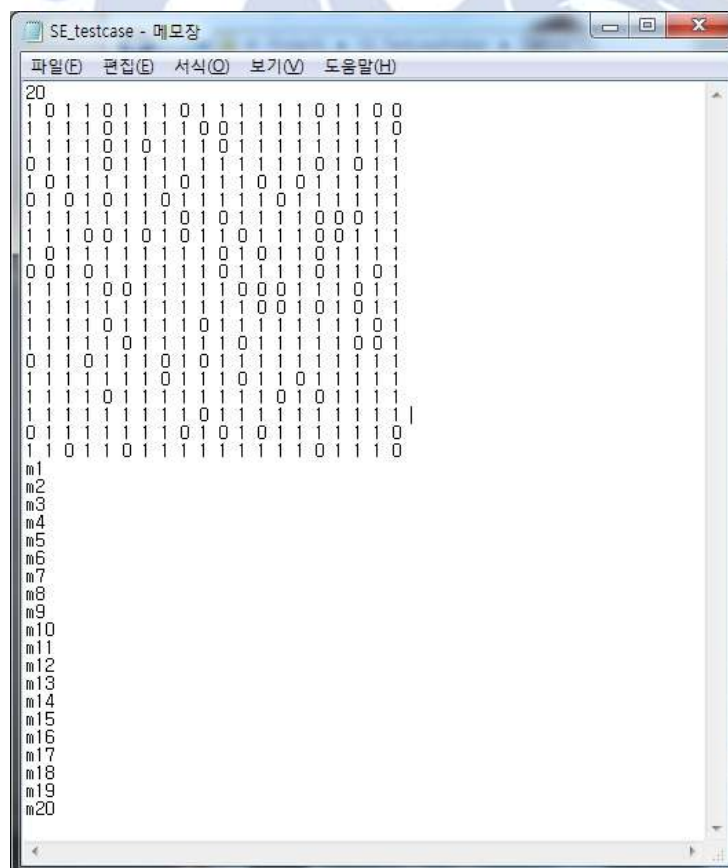 SE_testcase - 메모장
파일(F) 편집(E) 서식(O) 보기(V) 도움말(H)
20
1 0 1 1 0 1 1 1 0 1 1 1 1 1 1 0 1 1 0 0
1 1 1 1 0 1 1 1 1 0 0 1 1 1 1 1 1 1 1 0
1 1 1 1 0 1 0 1 1 1 0 1 1 1 1 1 1 1 1 1
0 1 1 1 0 1 1 1 1 1 1 1 1 1 1 0 1 0 1 1
1 0 1 1 1 1 1 1 0 1 1 1 0 1 0 1 1 1 1 1
0 1 0 1 0 1 1 0 1 1 1 1 1 0 1 1 1 1 1 1
1 1 1 1 1 1 1 1 0 1 0 1 1 1 1 0 0 0 1 1
1 1 1 0 0 1 0 1 0 1 1 0 1 1 1 0 0 1 1 1
1 0 1 1 1 1 1 1 1 1 0 1 0 1 1 0 1 1 1 1
0 0 1 0 1 1 1 1 1 1 0 1 1 1 1 0 1 1 0 1
1 1 1 1 0 0 1 1 1 1 1 0 0 0 1 1 1 0 1 1
1 1 1 1 1 1 1 1 1 1 1 1 0 0 1 0 1 0 1 1
1 1 1 1 0 1 1 1 1 0 1 1 1 1 1 1 1 1 0 1
1 1 1 1 1 0 1 1 1 1 1 0 1 1 1 1 1 0 0 1
0 1 1 0 1 1 1 0 1 0 1 1 1 1 1 1 1 1 1 1
1 1 1 1 1 1 1 0 1 1 1 0 1 1 0 1 1 1 1 1
1 1 1 1 0 1 1 1 1 1 1 1 1 0 1 0 1 1 1 1
1 1 1 1 1 1 1 1 1 0 1 1 1 1 1 1 1 1 1 1
0 1 1 1 1 1 1 1 0 1 0 1 0 1 1 1 1 1 1 0
1 1 0 1 1 0 1 1 1 1 1 1 1 1 1 0 1 1 1 0
m1
m2
m3
m4
m5
m6
m7
m8
m9
m10
m11
m12
m13
m14
m15
m16
m17
m18
m19
m20